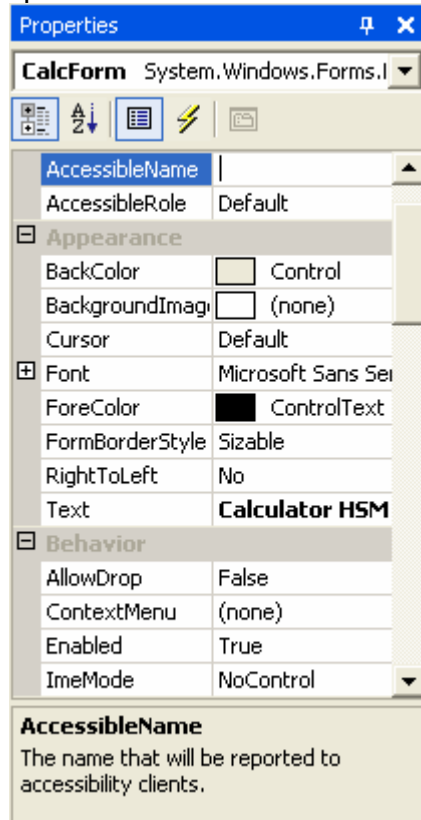 Properties
CalcForm System.Windows.Forms.I
A
Z
AccessibleName
AccessibleRole Default
Appearance
BackColor Control
BackgroundImag (none)
Cursor Default
Font Microsoft Sans Ser
ForeColor ControlText
FormBorderStyle Sizable
RightToLeft No
Text Calculator HSM
Behavior
AllowDrop False
ContextMenu (none)
Enabled True
ImeMode NoControl
AccessibleName
The name that will be reported to
accessibility clients.